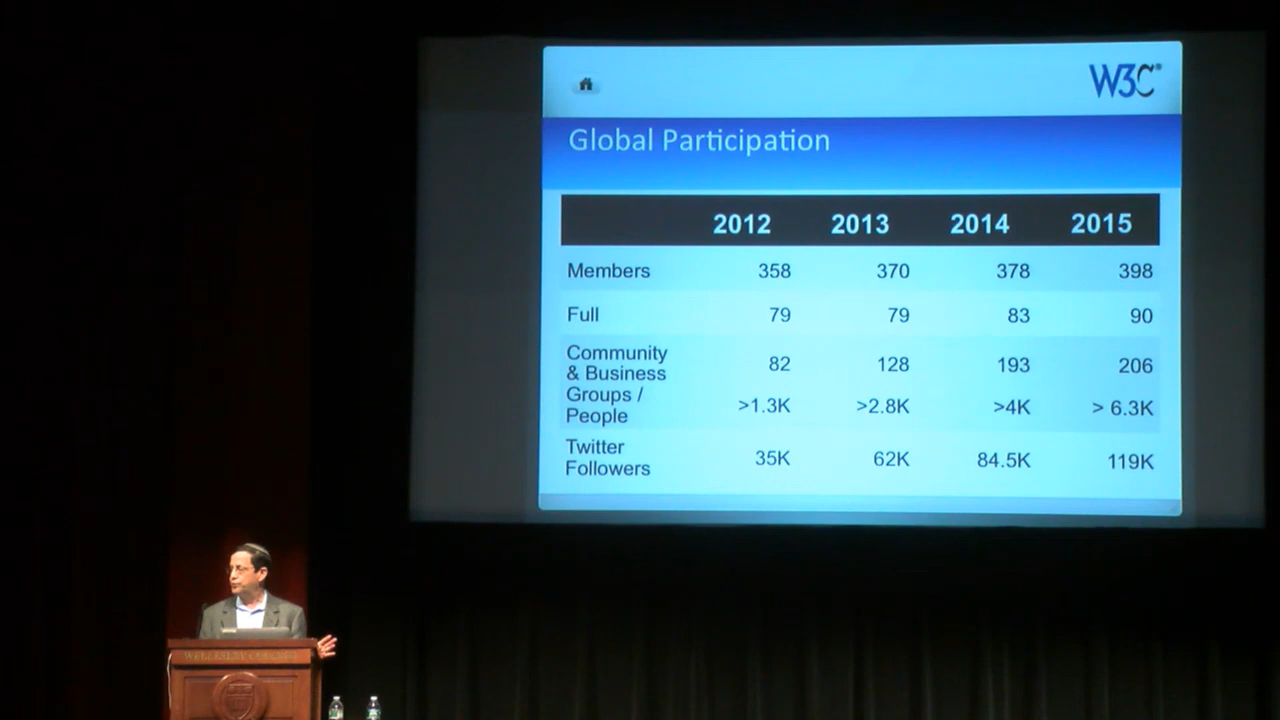 W3C®
Global Participation
2012 2013 2014 2015
Members 358 370 378 398
Full 79 79 83 90
Community
& Business 82 128 193 206
Groups /
People >1.3K >2.8K >4K > 6.3K
Twitter
Followers 35K 62K 84.5K 119K
WELLESLEY COLLEGE